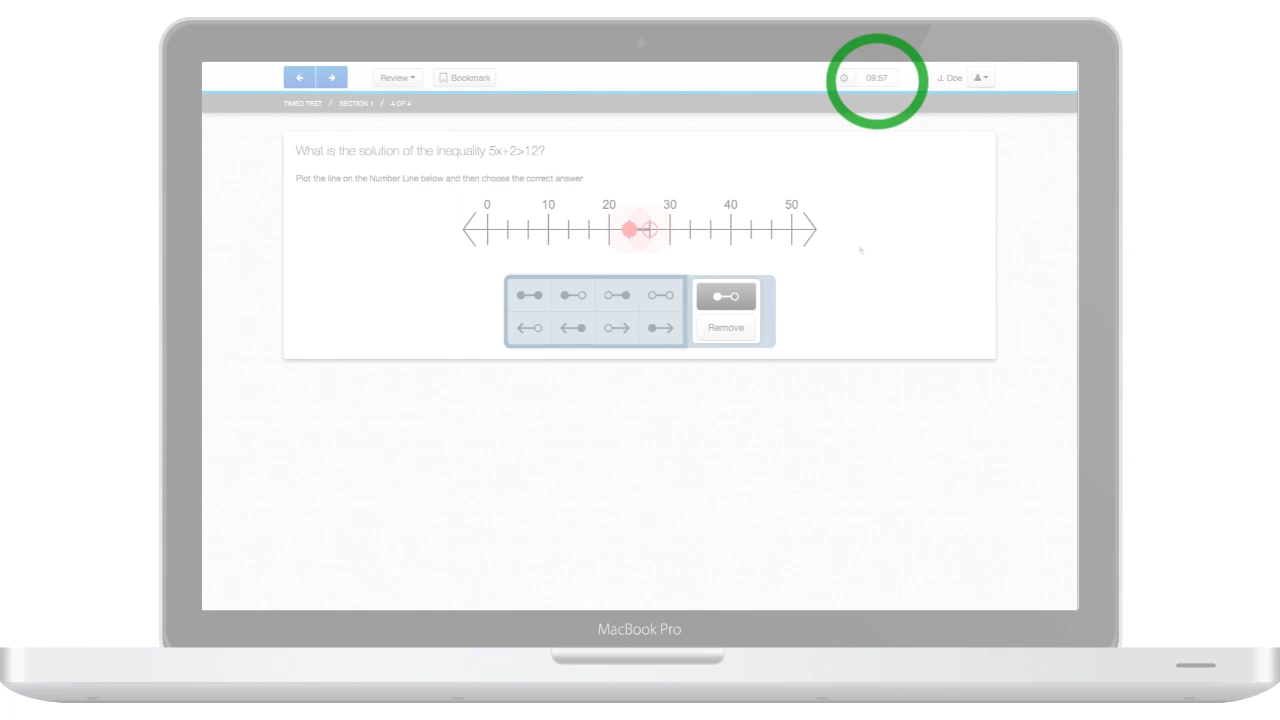 Review
Bookmark
09:57
J. Doe
TIMED TEST / SECTION 1 / 4 OF 4
What is the solution of the inequality 5x+2>12?
Plot the line on the Number Line below and then choose the correct answer
0 10 20 30 40 50
Remove
MacBook Pro